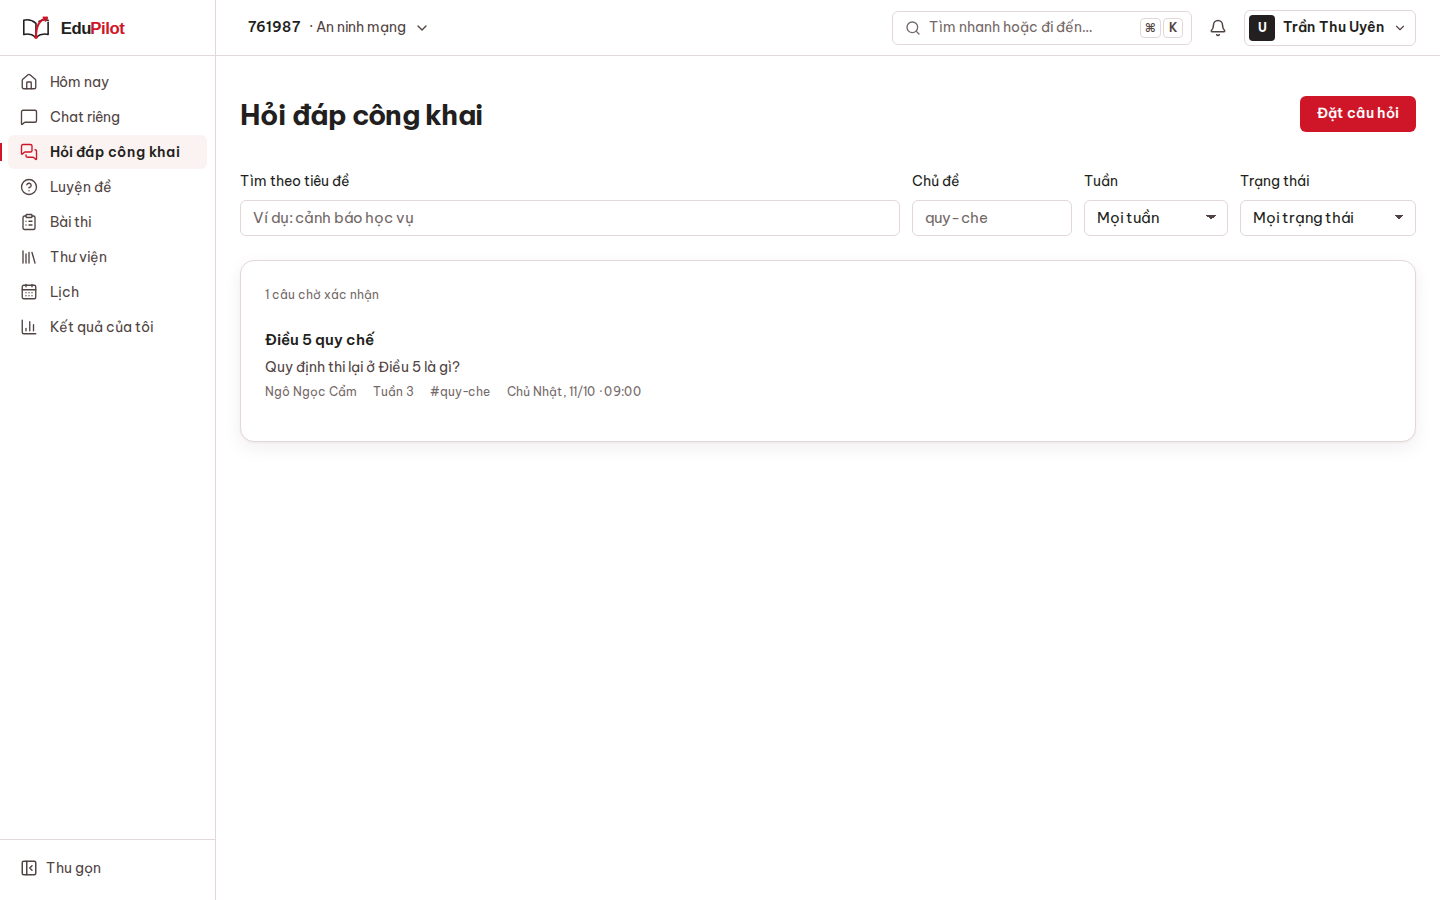 EduPilot
761987 · An ninh mạng
Tìm nhanh hoặc đi đến...
⌘ K
U
Trần Thu Uyên
Hôm nay
Chat riêng
Hỏi đáp công khai
Luyện đề
Bài thi
Thư viện
Lịch
Kết quả của tôi
Thu gọn
Hỏi đáp công khai
Đặt câu hỏi
Tìm theo tiêu đề
Chủ đề
Tuần
Trạng thái
Ví dụ: cảnh báo học vụ
quy-che
Mọi tuần
Mọi trạng thái
1 câu chờ xác nhận
Điều 5 quy chế
Quy định thi lại ở Điều 5 là gì?
Ngô Ngọc Cẩm Tuần 3 #quy-che Chủ Nhật, 11/10 · 09:00